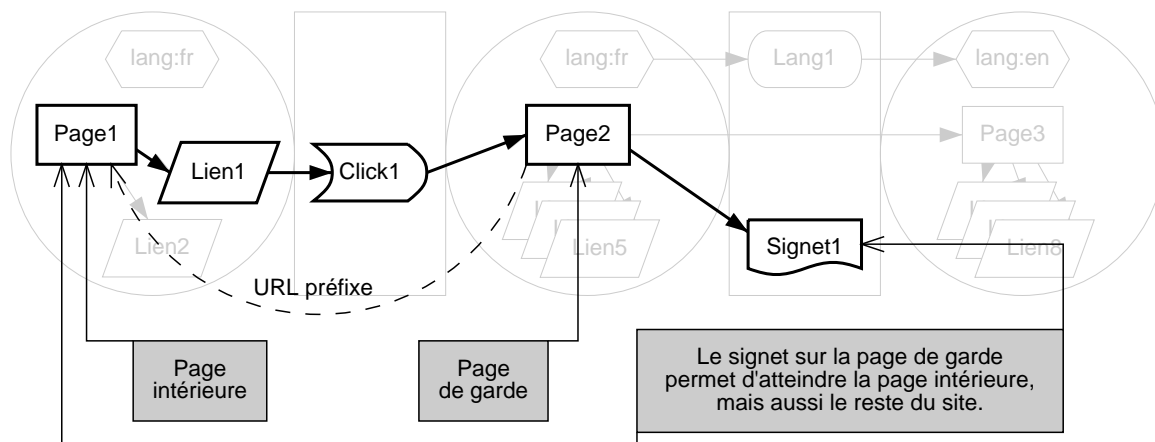 lang:fr
lang:fr
Lang1
lang:en
Page1
Page2
Page3
Lien1
Click1
Lien2
Lien5
Signet1
Lien8
URL préfixe
Page
intérieure
Page
de garde
Le signet sur la page de garde
permet d'atteindre la page intérieure,
mais aussi le reste du site.